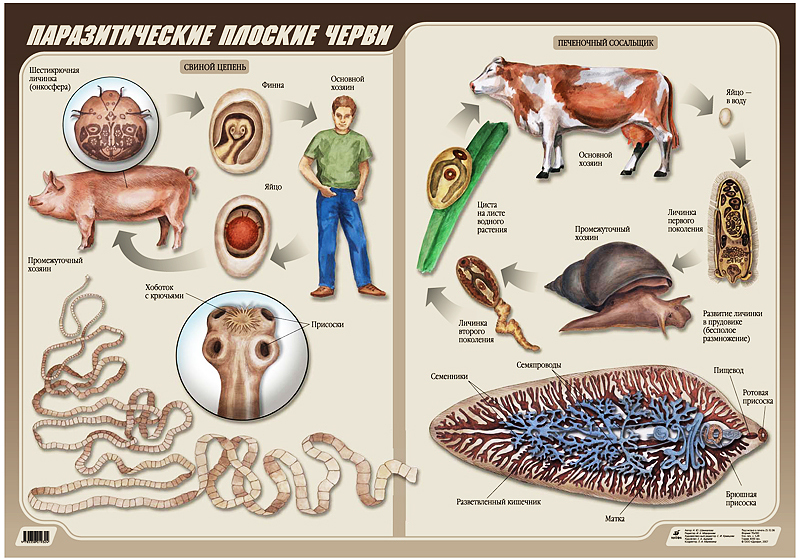 ПАРАЗИТИЧЕСКИЕ ПЛОСКИЕ ЧЕРВИ
СВИНОЙ ЦЕПЕНЬ
Шестикрючная
личинка
(онкосфера)
Финна
Основной
хозяин
Яйцо
Промежуточный
хозяин
Хоботок
с крючьями
Присоски
ПЕЧЕНОЧНЫЙ СОСАЛЬЩИК
Яйцо —
в воду
Основной
хозяин
Циста
на листе
водного
растения
Личинка
первого
поколения
Промежуточный
хозяин
Личинка
второго
поколения
Развитие личинки
в прудовике
(бесполое
размножение)
Семяпроводы
Семенники
Пищевод
Ротовая
присоска
Разветвленный кишечник
Матка
Брюшная
присоска